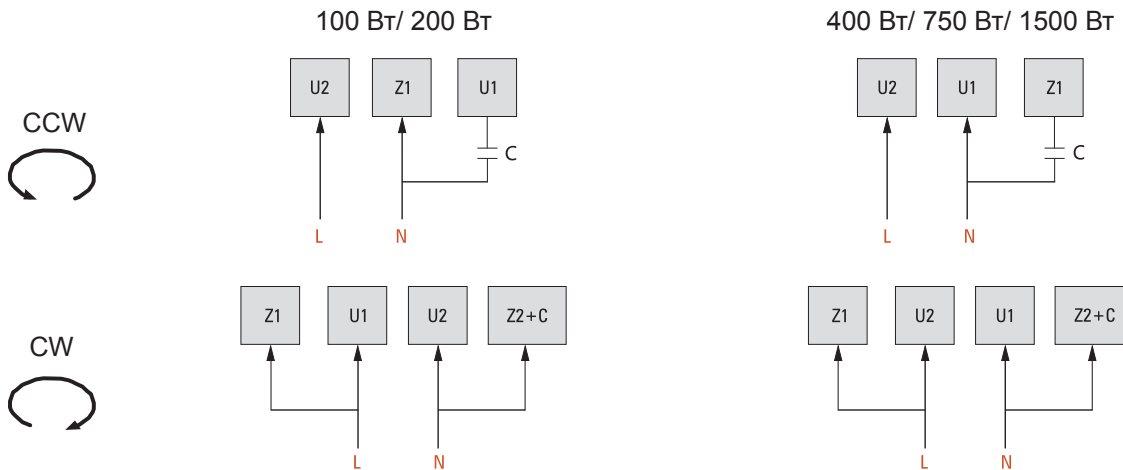 100 Вт/ 200 Вт
400 Вт/ 750 Вт/ 1500 Вт
CCW
U2 Z1 U1
C
L N
U2 U1 Z1
C
L N
CW
Z1 U1 U2 Z2+C
L N
Z1 U2 U1 Z2+C
L N